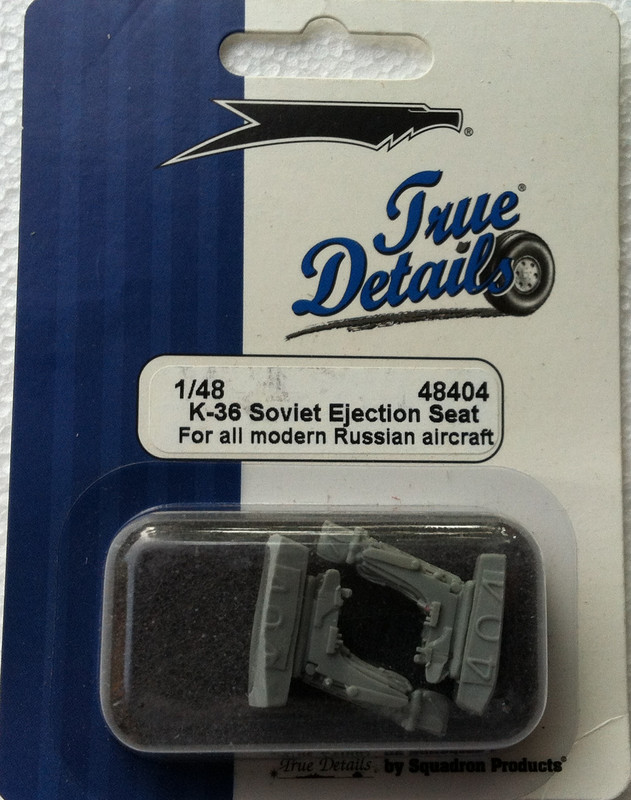 ®
True®
Details
1/48 48404
K-36 Soviet Ejection Seat
For all modern Russian aircraft
404
404
True Details, by Squadron Products®